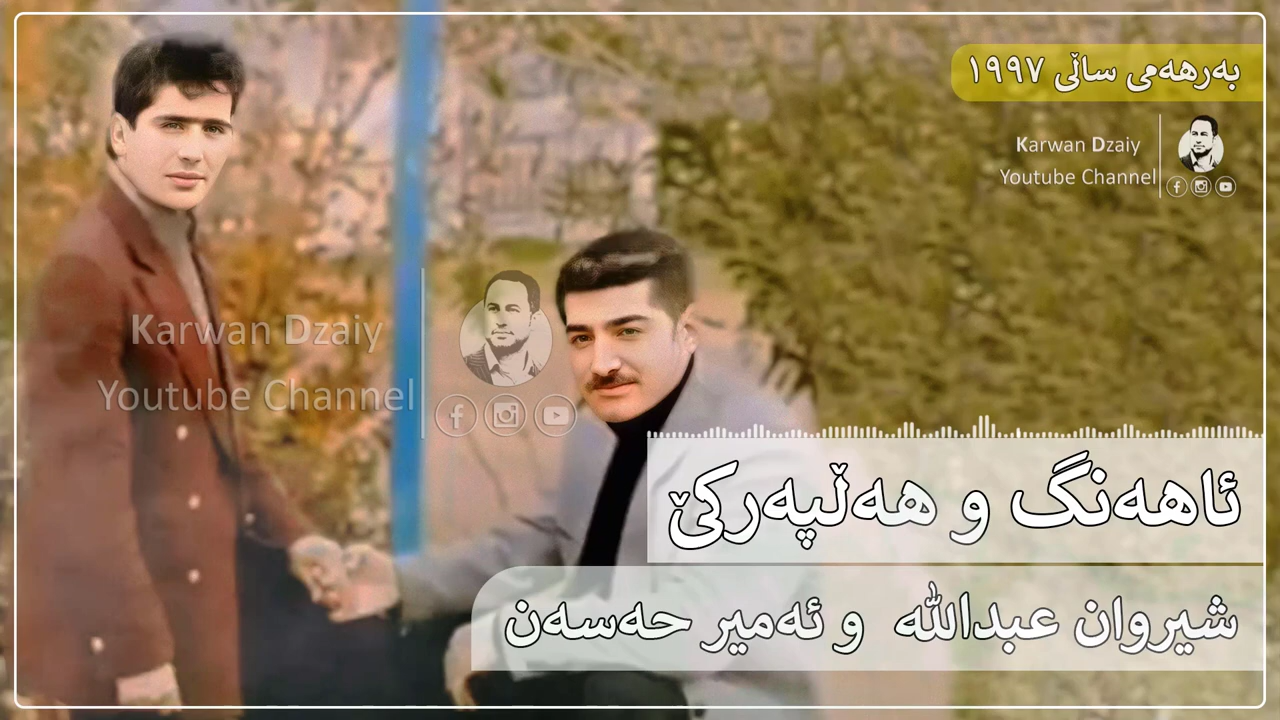 بەرهەمی ساڵی ١٩٩٧
Karwan Dzaiy
Youtube Channel
Karwan Dzaiy
Youtube Channel
ئاهەنگ و هەڵپەرکێ
شیروان عبداللە و ئەمیر حەسەن